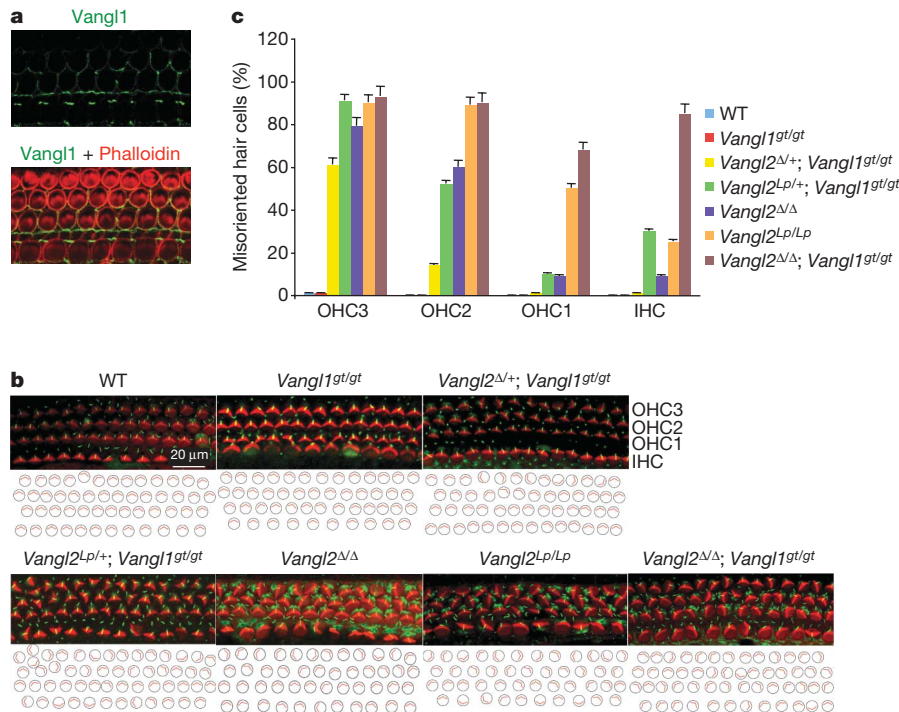 a
Vangl1
Vangl1 + Phalloidin
c
Misoriented hair cells (%)
120
100
80
60
40
20
0
OHC3 OHC2 OHC1 IHC
WT
Vangl1gt/gt
Vangl2Δ/+; Vangl1gt/gt
Vangl2Lp/+; Vangl1gt/gt
Vangl2Δ/Δ
Vangl2Lp/Lp
Vangl2Δ/Δ; Vangl1gt/gt
b
WT Vangl1gt/gt Vangl2Δ/+; Vangl1gt/gt
OHC3
OHC2
OHC1
IHC
20 μm
Vangl2Lp/+; Vangl1gt/gt Vangl2Δ/Δ Vangl2Lp/Lp Vangl2Δ/Δ; Vangl1gt/gt